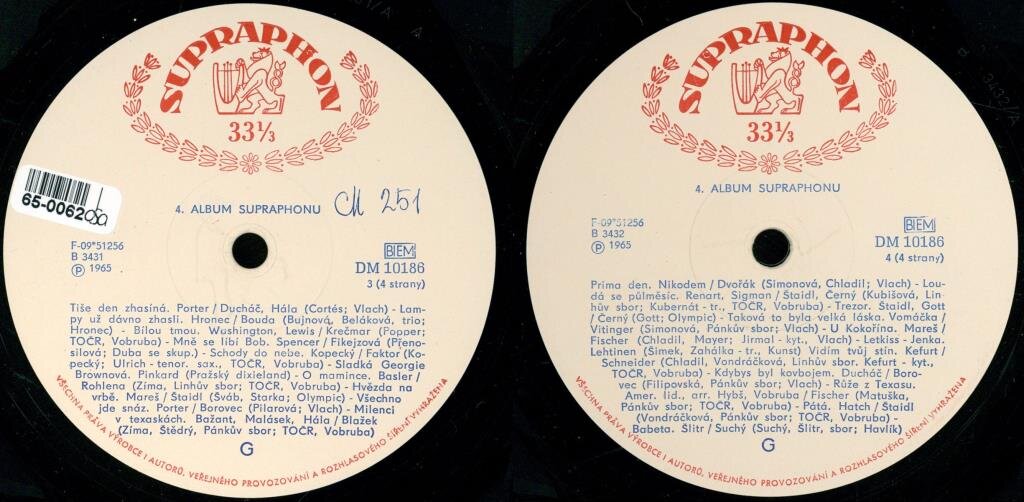 SUPRAPHON
33⅓
65-0062
4. ALBUM SUPRAPHONU
CM 251
F-09*51256
B 3431
Ⓟ 1965
BIEM
DM 10186
3 (4 strany)
Tiše den zhasíná. Porter/Ducháč, Hála (Cortés; Vlach) - Lam-
py už dávno zhasli. Hronec/Bouda (Bujnová, Beláková, trio;
Hronec) - Bílou tmou. Wushington, Lewis/Krečmar (Popper;
TOČR, Vobruba) - Mně se líbí Bob. Spencer/Fikejzová (Přeno-
silová; Duba se skup.) - Schody do nebe. Kopecký/Faktor (Ko-
pecký; Ulrich - tenor. sax., TOČR, Vobruba) - Sladká Georgie
Brownová. Pinkard (Pražský dixieland) - O mamince. Basler/
Rohlena (Zíma, Linhův sbor; TOČR, Vobruba) - Hvězda na
vrbě. Mareš/Štaidl (Šváb, Starka; Olympic) - Všechno
jde snáz. Porter/Borovec (Pilarová; Vlach) - Milenci
v texaskách. Bažant, Malásek, Hála/Blažek
(Zíma, Štědrý, Pánkův sbor; TOČR, Vobruba)
G
VŠECHNA PRÁVA VÝROBCE I AUTORŮ, VEŘEJNÉHO PROVOZOVÁNÍ A ROZHLASOVÉHO ŠÍŘENÍ VYHRAŽENA
SUPRAPHON
33⅓
B 3432/A
4. ALBUM SUPRAPHONU
F-09*51256
B 3432
Ⓟ 1965
BIEM
DM 10186
4 (4 strany)
Prima den. Nikodem/Dvořák (Simonová, Chladil; Vlach) - Lou-
dá se půlměsíc. Renart, Sigman/Štaidl, Černý (Kubišová, Lin-
hův sbor; Kubernát - tr., TOČR, Vobruba) - Trezor. Štaidl, Gott
/Černý (Gott; Olympic) - Taková to byla velká láska. Vomáčka/
Vitinger (Simonová, Pánkův sbor; Vlach) - U Kokořína. Mareš/
Fischer (Chladil, Mayer; Jirmal - kyt., Vlach) - Letkiss - Jenka.
Lehtinen (Šimek, Zahálka - tr., Kunst) Vidím tvůj stín. Kefurt/
Schneider (Chladil, Vondráčková, Linhův sbor, Kefurt - kyt.,
TOČR, Vobruba) - Kdybys byl kovbojem. Ducháč/Boro-
vec (Filipovská, Pánkův sbor; Vlach) - Růže z Texasu.
Amer. lid., arr. Hybš, Vobruba/Fischer (Matuška,
Pánkův sbor; TOČR, Vobruba) - Pátá. Hatch/Štaidl
(Vondráčková, Pánkův sbor; TOČR, Vobruba) -
Babeta. Šlitr/Suchý (Suchý, Šlitr, sbor; Havlík)
G
VŠECHNA PRÁVA VÝROBCE I AUTORŮ, VEŘEJNÉHO PROVOZOVÁNÍ A ROZHLASOVÉHO ŠÍŘENÍ VYHRAŽENA